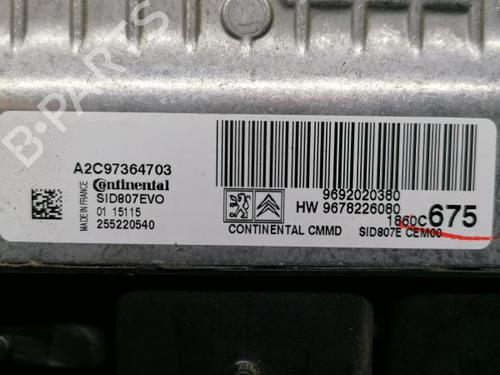 B-PARTS
A2C97364703
MADE IN FRANCE
Continental
SID807EVO
01 15115
255220540
9692020380
HW 9678226080
1860C675
CONTINENTAL CMMD
SID807E CEM00